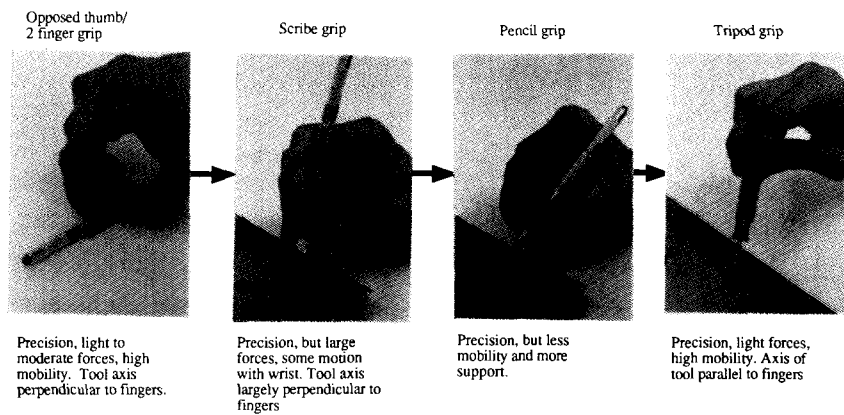 Opposed thumb/
2 finger grip
Scribe grip
Pencil grip
Tripod grip
Precision, light to
moderate forces, high
mobility. Tool axis
perpendicular to fingers.
Precision, but large
forces, some motion
with wrist. Tool axis
largely perpendicular to
fingers
Precision, but less
mobility and more
support.
Precision, light forces,
high mobility. Axis of
tool parallel to fingers